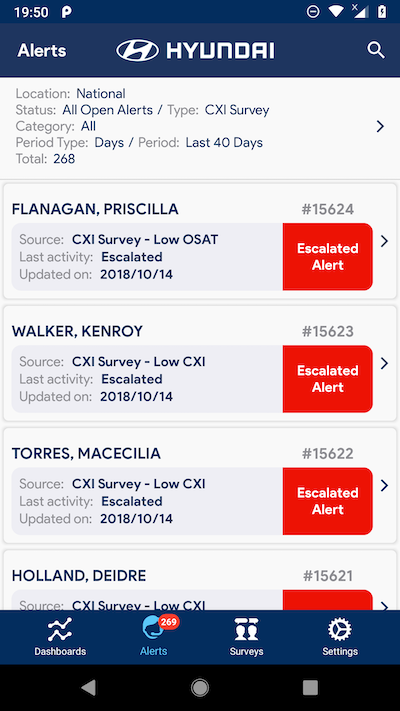 19:50
Alerts HYUNDAI
Location: National
Status: All Open Alerts / Type: CXI Survey
Category: All
Period Type: Days / Period: Last 40 Days
Total: 268
FLANAGAN, PRISCILLA #15624
Source: CXI Survey - Low OSAT
Last activity: Escalated
Updated on: 2018/10/14
Escalated
Alert
WALKER, KENROY #15623
Source: CXI Survey - Low CXI
Last activity: Escalated
Updated on: 2018/10/14
Escalated
Alert
TORRES, MACECILIA #15622
Source: CXI Survey - Low CXI
Last activity: Escalated
Updated on: 2018/10/14
Escalated
Alert
HOLLAND, DEIDRE #15621
Source: CXI Survey - Low CXI
269
Dashboards Alerts Surveys Settings